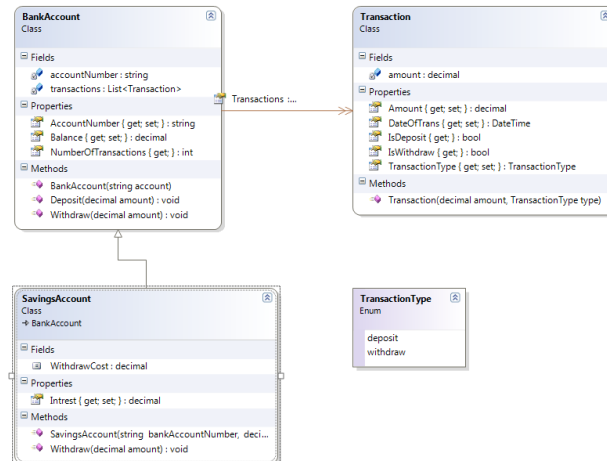 BankAccount
Class
Fields
accountNumber : string
transactions : List<Transaction>
Properties
AccountNumber { get; set; } : string
Balance { get; set; } : decimal
NumberOfTransactions { get; } : int
Methods
BankAccount(string account)
Deposit(decimal amount) : void
Withdraw(decimal amount) : void
Transactions :...
Transaction
Class
Fields
amount : decimal
Properties
Amount { get; set; } : decimal
DateOfTrans { get; set; } : DateTime
IsDeposit { get; } : bool
IsWithdraw { get; } : bool
TransactionType { get; set; } : TransactionType
Methods
Transaction(decimal amount, TransactionType type)
SavingsAccount
Class
BankAccount
Fields
WithdrawCost : decimal
Properties
Intrest { get; set; } : decimal
Methods
SavingsAccount(string bankAccountNumber, deci...
Withdraw(decimal amount) : void
TransactionType
Enum
deposit
withdraw